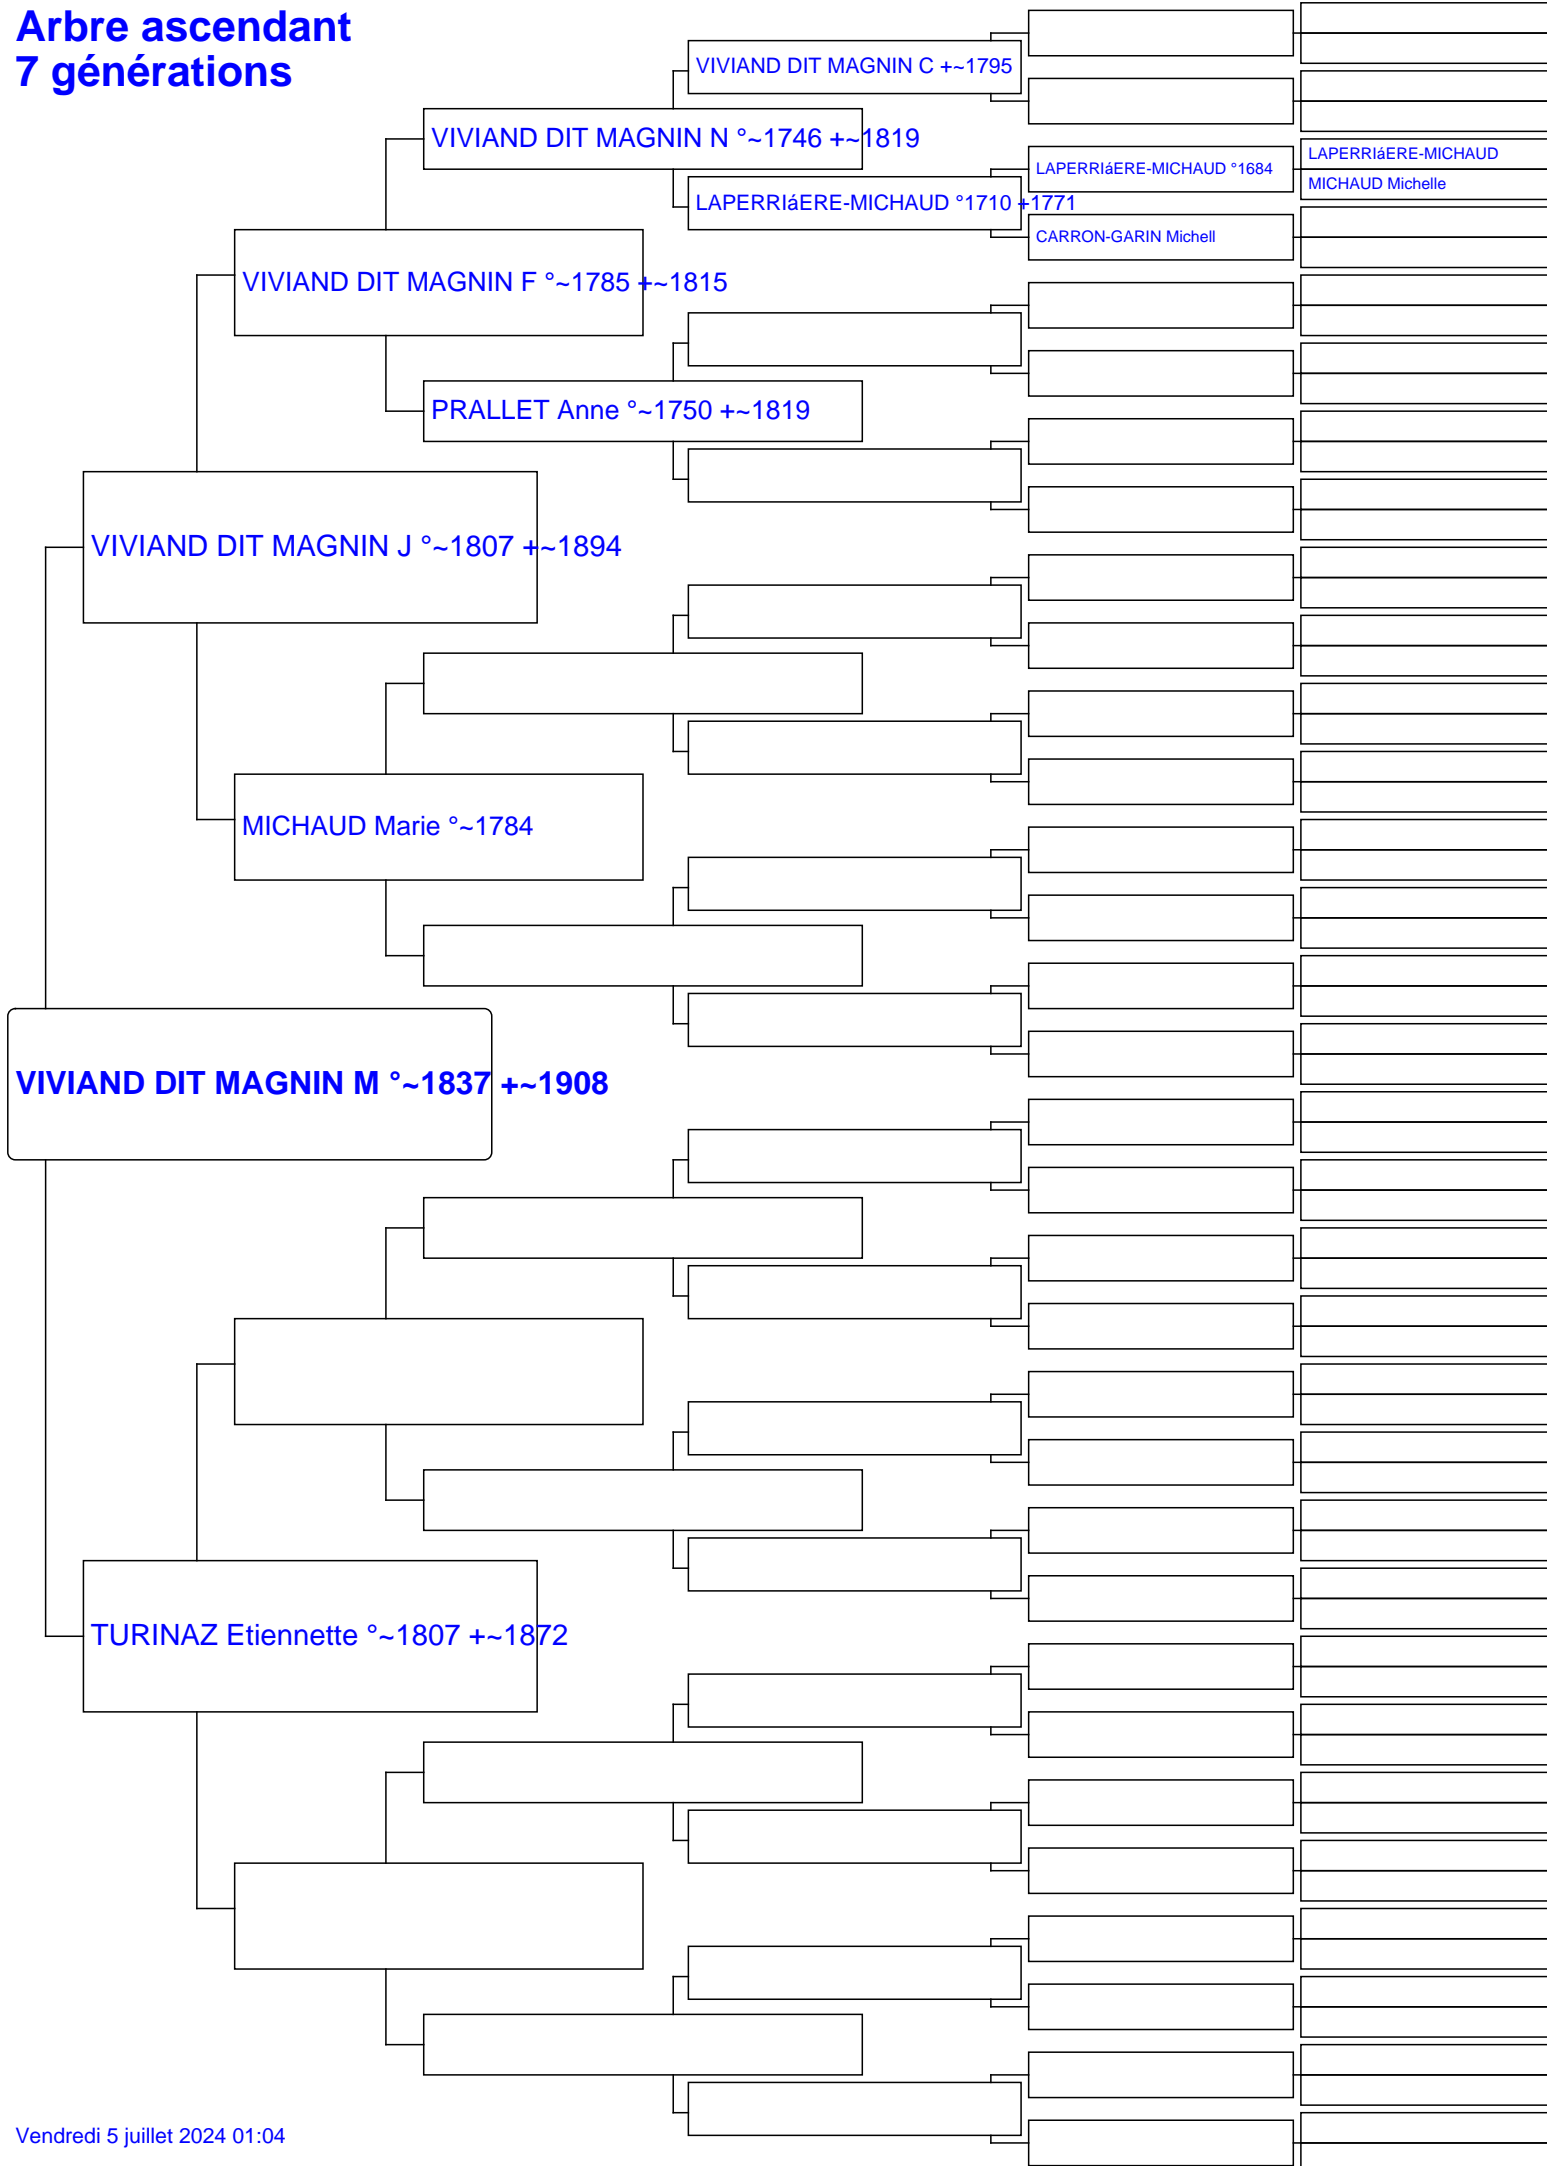 Arbre ascendant
7 générations
VIVIAND DIT MAGNIN C +~1795
VIVIAND DIT MAGNIN N °~1746 +~1819
LAPERRIáERE-MICHAUD °1684
LAPERRIáERE-MICHAUD
MICHAUD Michelle
LAPERRIáERE-MICHAUD °1710 +1771
CARRON-GARIN Michell
VIVIAND DIT MAGNIN F °~1785 +~1815
PRALLET Anne °~1750 +~1819
VIVIAND DIT MAGNIN J °~1807 +~1894
MICHAUD Marie °~1784
VIVIAND DIT MAGNIN M °~1837 +~1908
TURINAZ Etiennette °~1807 +~1872
Vendredi 5 juillet 2024 01:04